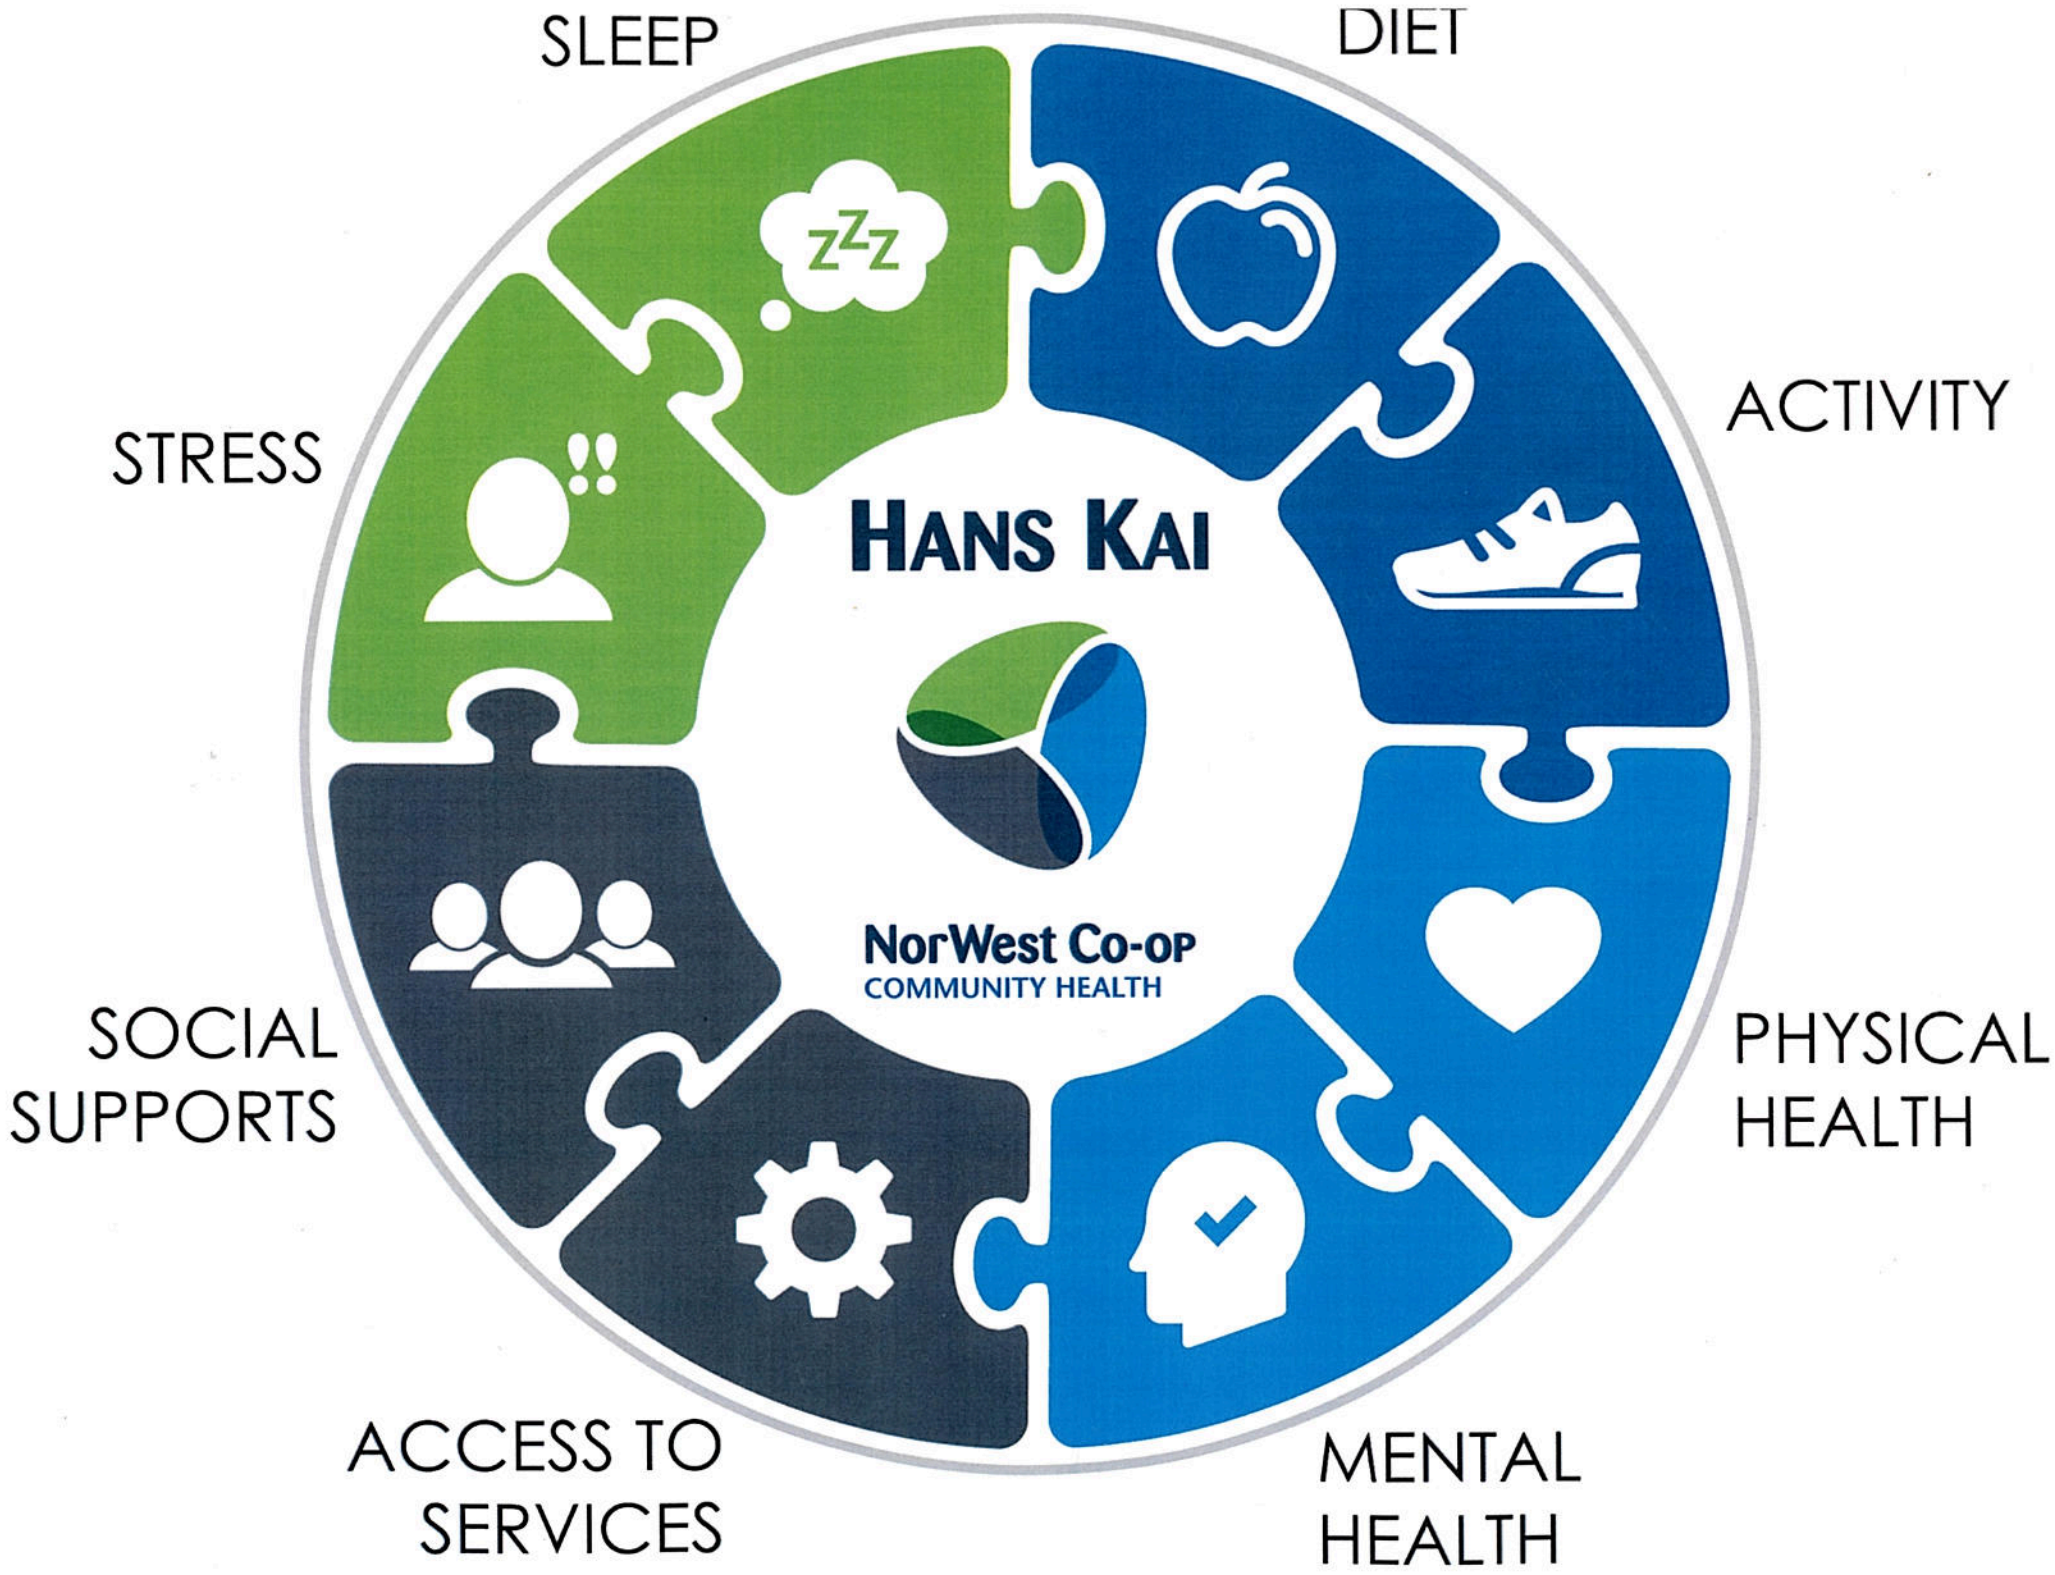 SLEEP
DIET
ACTIVITY
STRESS
zZz
!!
HANS KAI
NorWest Co-op
COMMUNITY HEALTH
SOCIAL
SUPPORTS
PHYSICAL
HEALTH
ACCESS TO
SERVICES
MENTAL
HEALTH